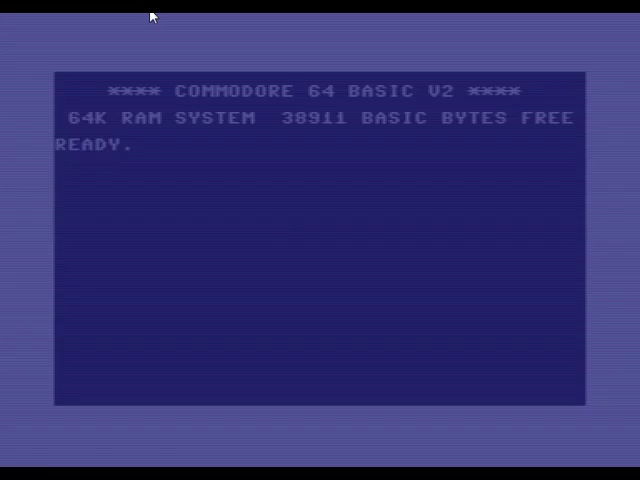 **** COMMODORE 64 BASIC V2 ****
64K RAM SYSTEM 38911 BASIC BYTES FREE
READY.